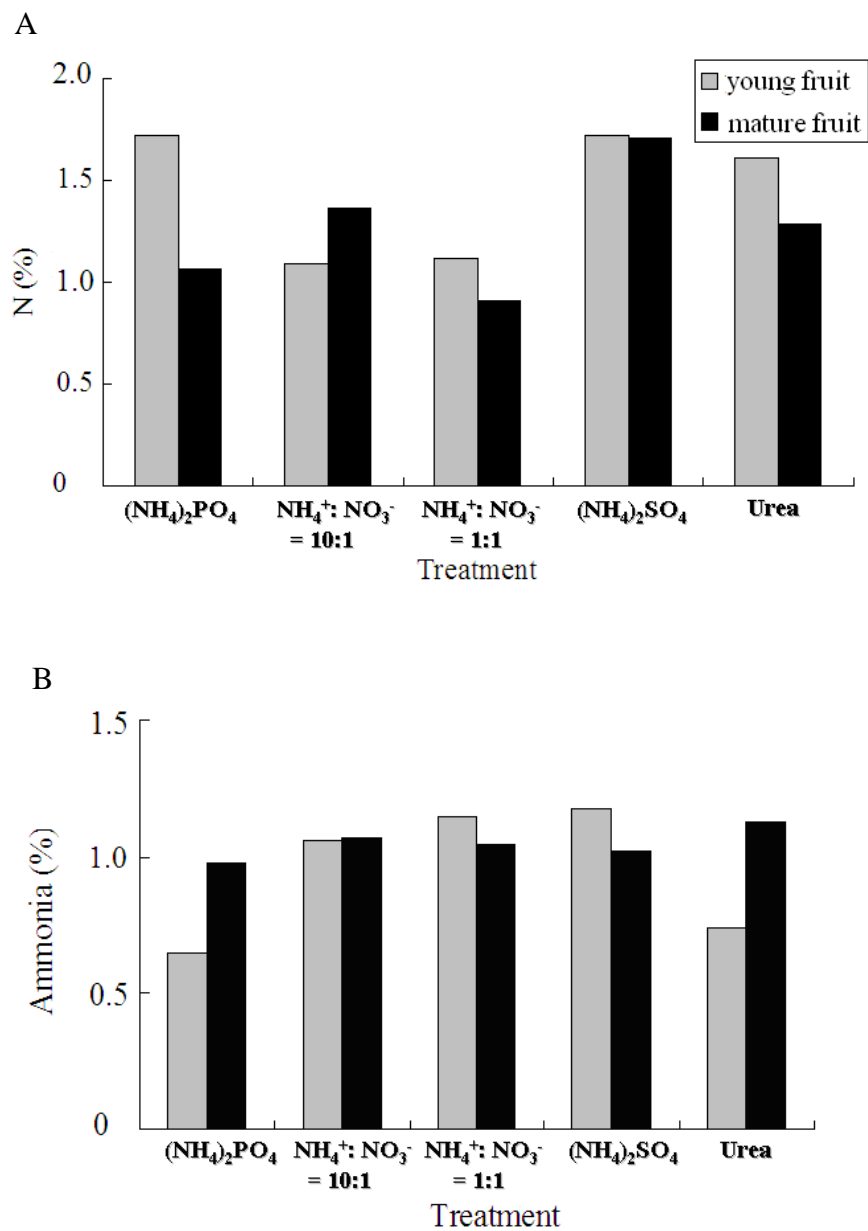 A
2.0
1.5
1.0
0.5
0
N (%)
young fruit
mature fruit
(NH₄)₂PO₄
NH₄⁺: NO₃⁻
= 10:1
NH₄⁺: NO₃⁻
= 1:1
(NH₄)₂SO₄
Urea
Treatment
B
1.5
1.0
0.5
0
Ammonia (%)
(NH₄)₂PO₄
NH₄⁺: NO₃⁻
= 10:1
NH₄⁺: NO₃⁻
= 1:1
(NH₄)₂SO₄
Urea
Treatment